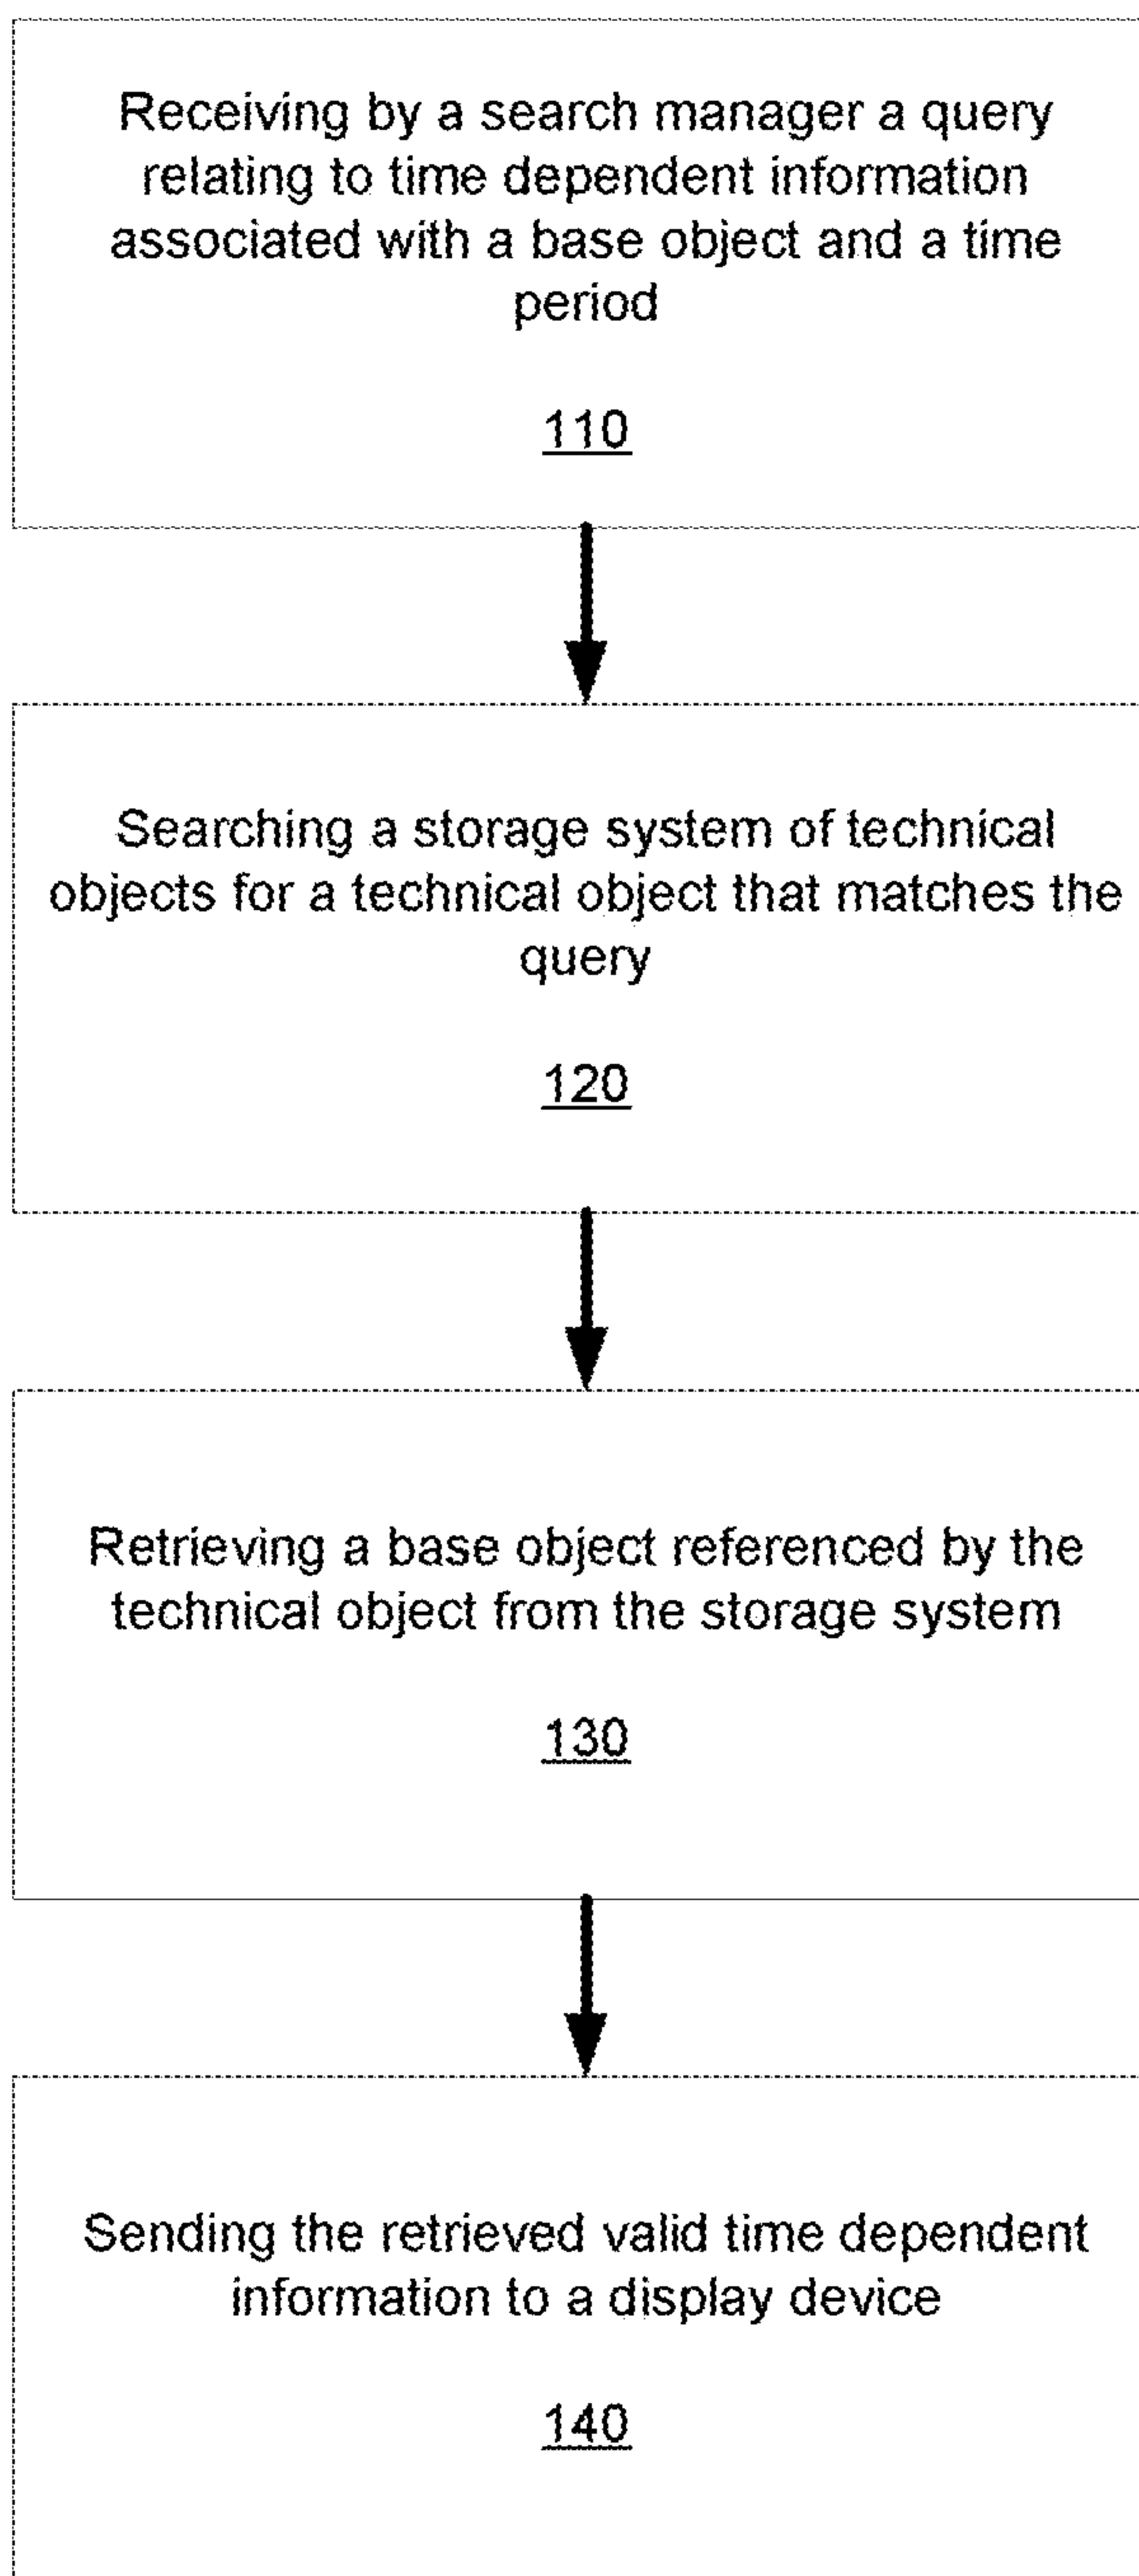 Receiving by a search manager a query
relating to time dependent information
associated with a base object and a time
period
110
Searching a storage system of technical
objects for a technical object that matches the
query
120
Retrieving a base object referenced by the
technical object from the storage system
130
Sending the retrieved valid time dependent
information to a display device
140